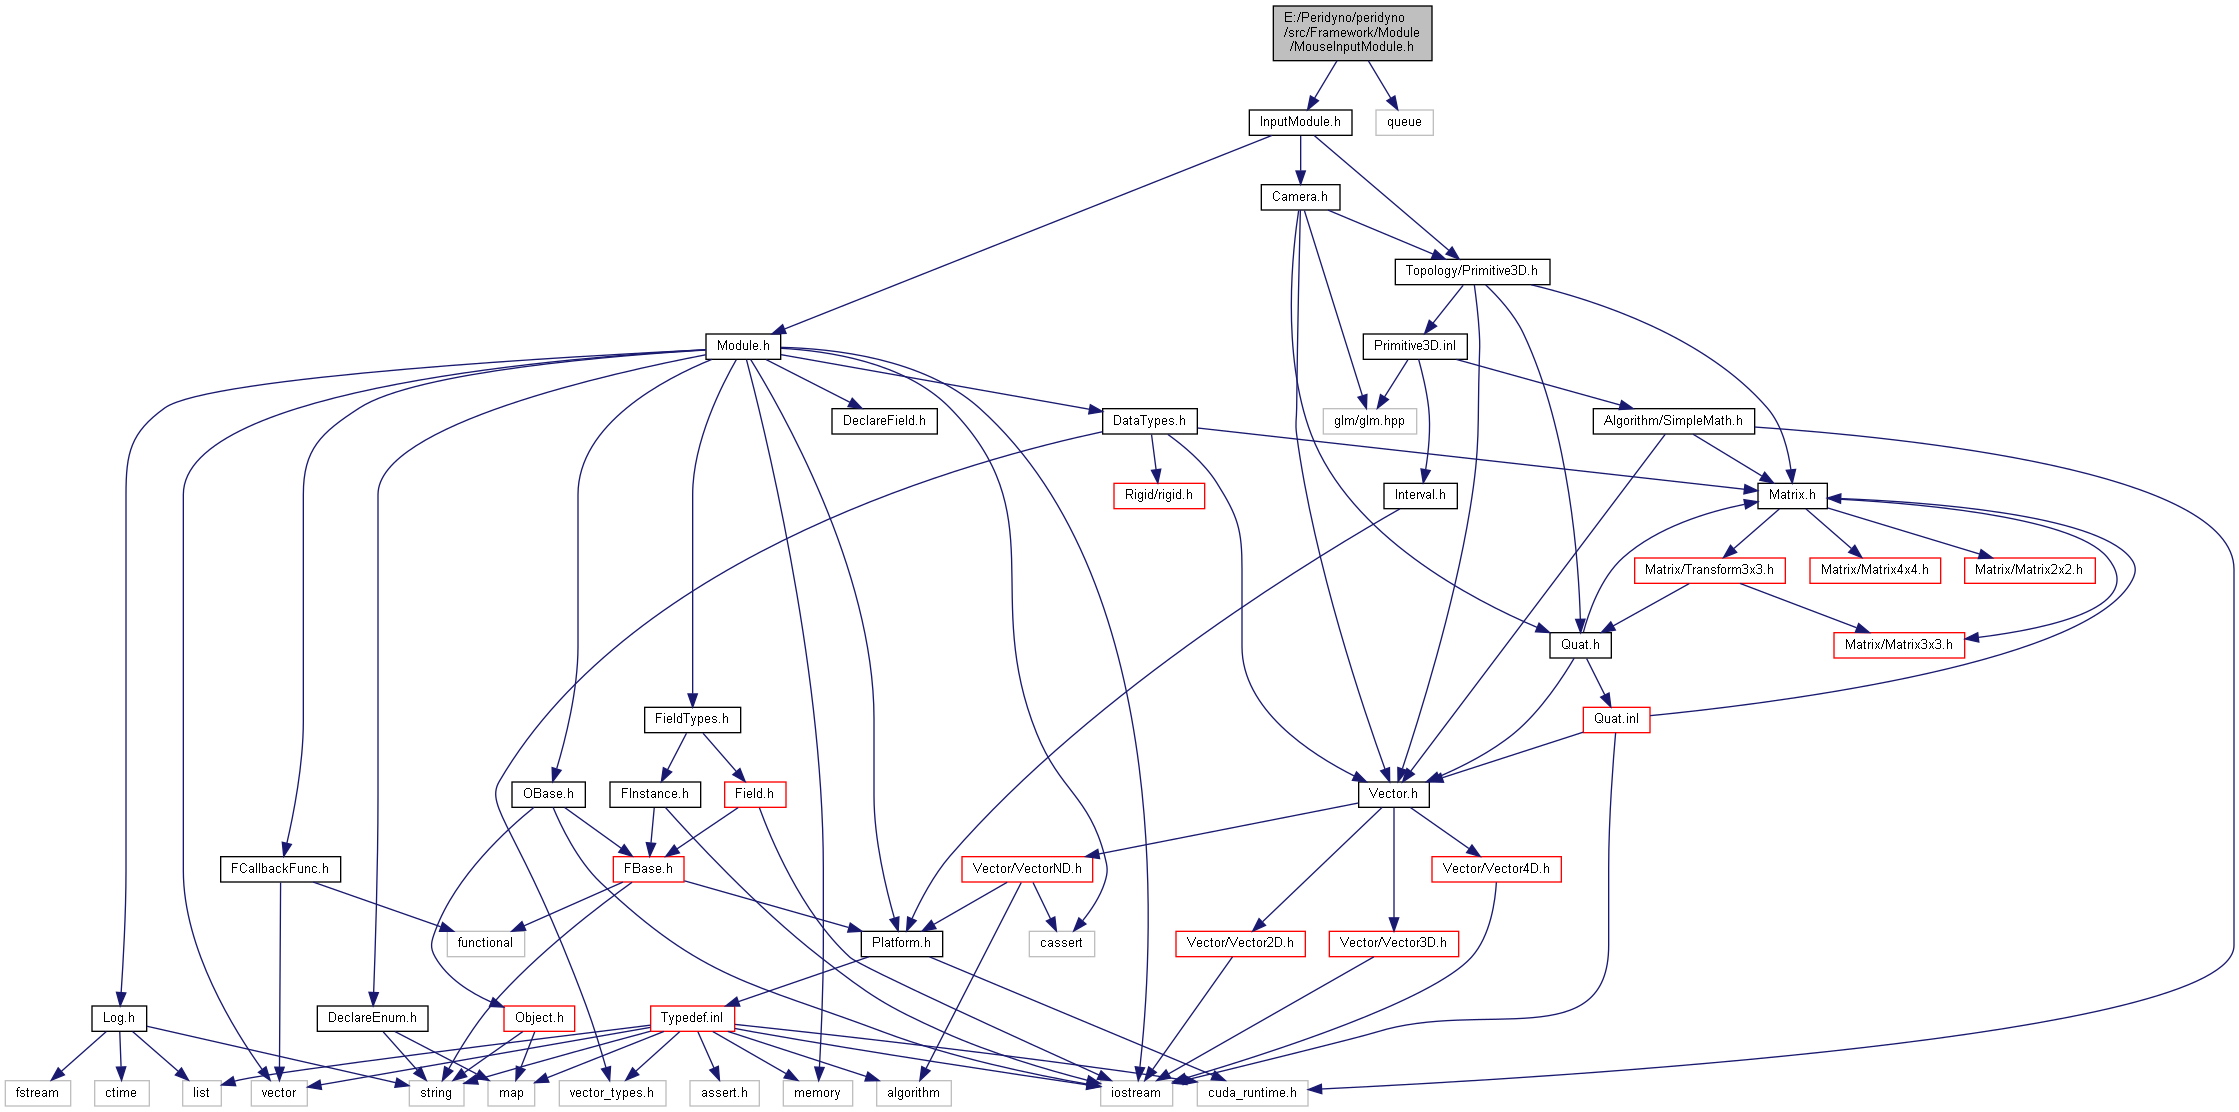 E:/Peridyno/peridyno
/src/Framework/Module
/MouseInputModule.h
InputModule.h
queue
Camera.h
Topology/Primitive3D.h
Module.h
Primitive3D.inl
DeclareField.h
DataTypes.h
glm/glm.hpp
Algorithm/SimpleMath.h
Rigid/rigid.h
Interval.h
Matrix.h
Matrix/Transform3x3.h
Matrix/Matrix4x4.h
Matrix/Matrix2x2.h
Quat.h
Matrix/Matrix3x3.h
FieldTypes.h
Quat.inl
OBase.h
FInstance.h
Field.h
Vector.h
FCallbackFunc.h
FBase.h
Vector/VectorND.h
Vector/Vector4D.h
functional
Platform.h
cassert
Vector/Vector2D.h
Vector/Vector3D.h
Log.h
DeclareEnum.h
Object.h
Typedef.inl
fstream
ctime
list
vector
string
map
vector_types.h
assert.h
memory
algorithm
iostream
cuda_runtime.h